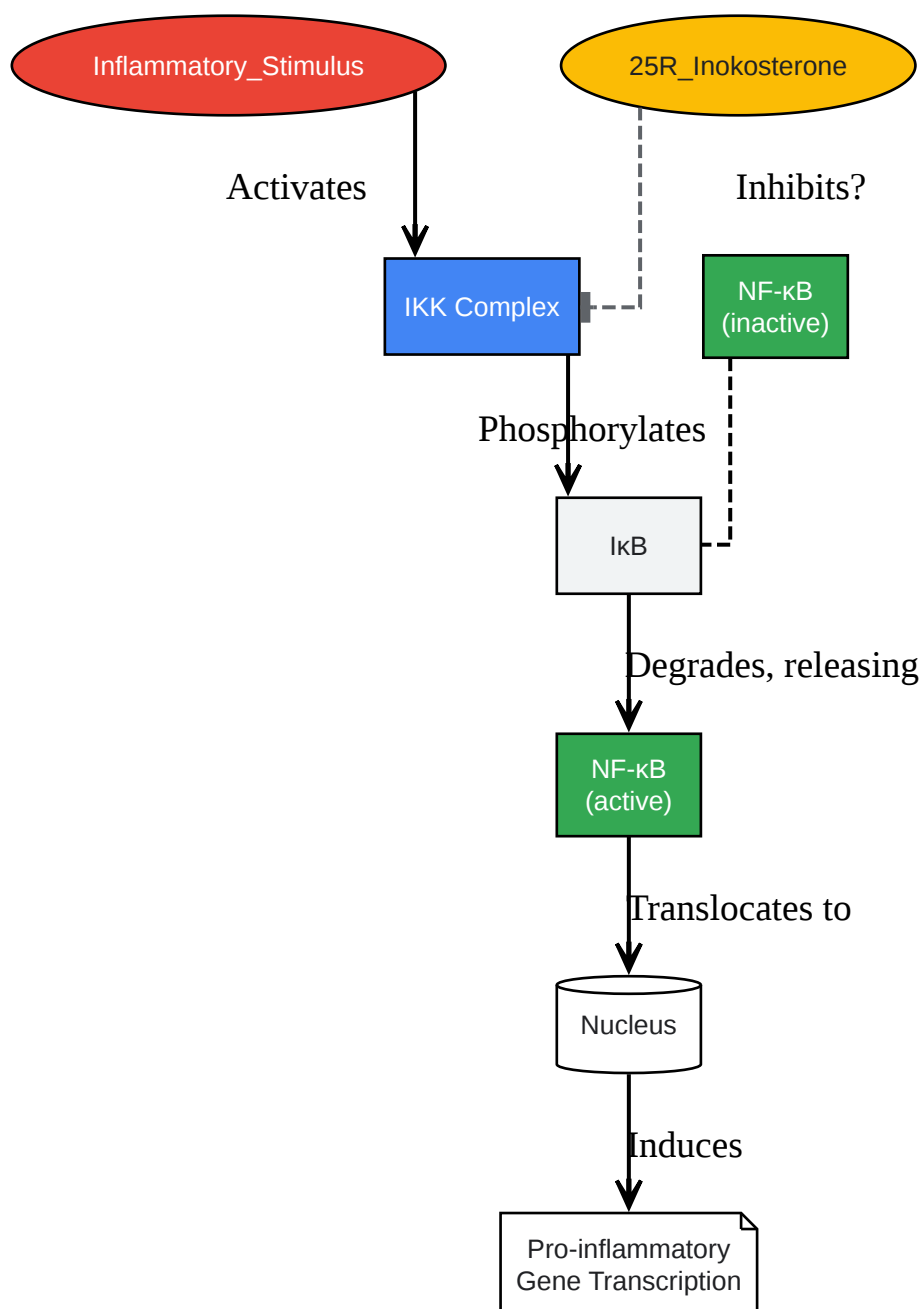 Inflammatory_Stimulus
25R_Inokosterone
Activates
Inhibits?
IKK Complex
NF-κB
(inactive)
Phosphorylates
IκB
Degrades, releasing
NF-κB
(active)
Translocates to
Nucleus
Induces
Pro-inflammatory
Gene Transcription